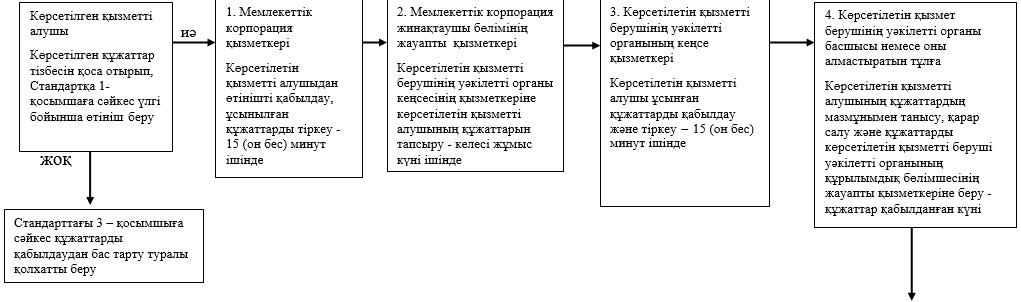 Көрсетілген қызметті
алушы
Көрсетілген құжаттар
тізбесін қоса отырып,
Стандартқа 1-
қосымшаға сәйкес үлгі
бойынша өтініш беру
иә
ЖОҚ
Стандарттағы 3 – қосымшыға
сәйкес құжаттарды
қабылдаудан бас тарту туралы
қолхатты беру
1. Мемлекеттік
корпорация
қызметкері
Көрсетілетін
қызметті алушыдан
өтінішті қабылдау,
ұсынылған
құжаттарды тіркеу -
15 (он бес) минут
ішінде
2. Мемлекеттік корпорация
жинақтаушы бөлімінің
жауапты қызметкері
Көрсетілетін қызметті
берушінің уәкілетті органы
кеңсесінің қызметкеріне
көрсетілетін қызметті
алушының құжаттарын
тапсыру - келесі жұмыс
күні ішінде
3. Көрсетілетін қызметті
берушінің уәкілетті
органының кеңсе
қызметкері
Көрсетілетін қызметті
алушы ұсынған
құжаттарды қабылдау
және тіркеу – 15 (он бес)
минут ішінде
4. Көрсетілетін қызмет
берушінің уәкілетті органы
басшысы немесе оны
алмастыратын тұлға
Көрсетілетін қызметті
алушының құжаттардың
мазмұнымен танысу, қарар
салу және құжаттарды
көрсетілетін қызметті беруші
уәкілетті органының
құрылымдық бөлімшесінің
жауапты қызметкеріне беру -
құжаттар қабылданған күні